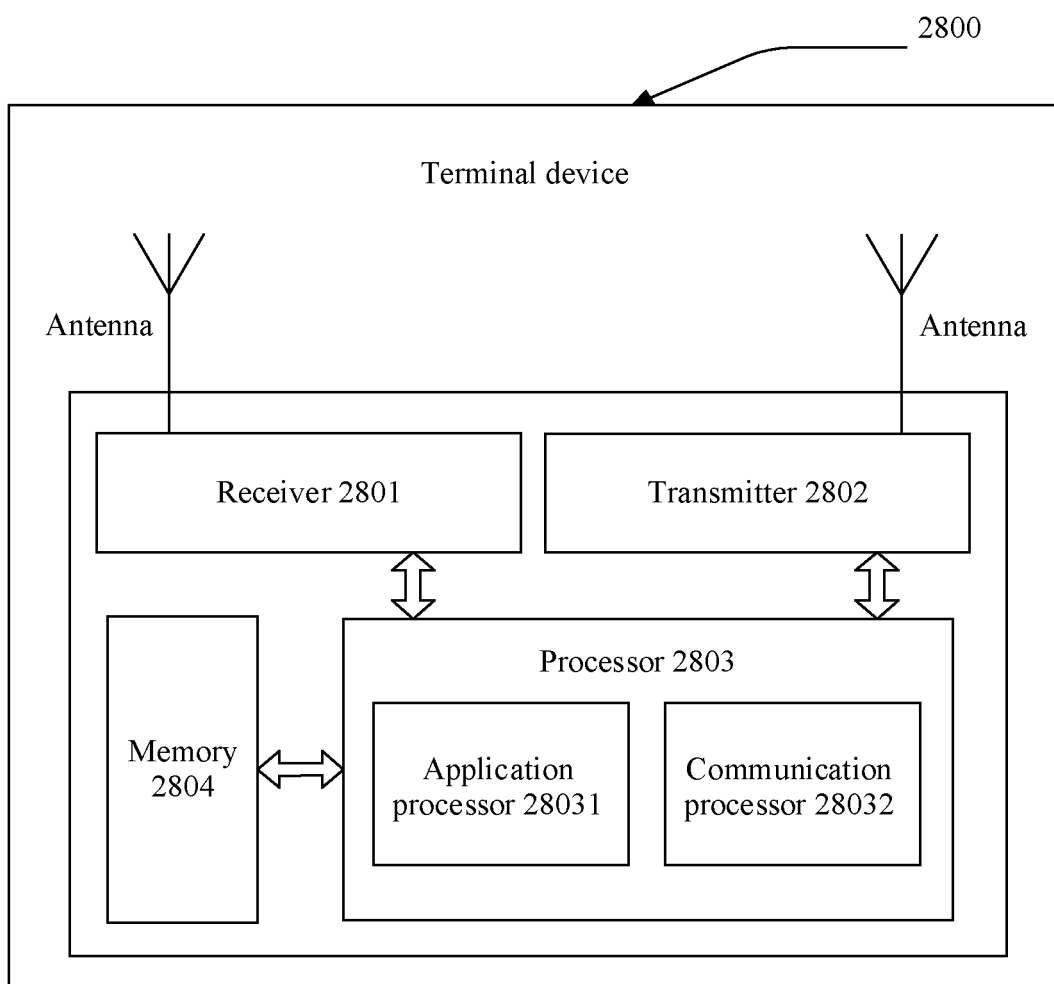 2800
Terminal device
Antenna
Antenna
Receiver 2801
Transmitter 2802
Processor 2803
Memory
2804
Application
processor 28031
Communication
processor 28032